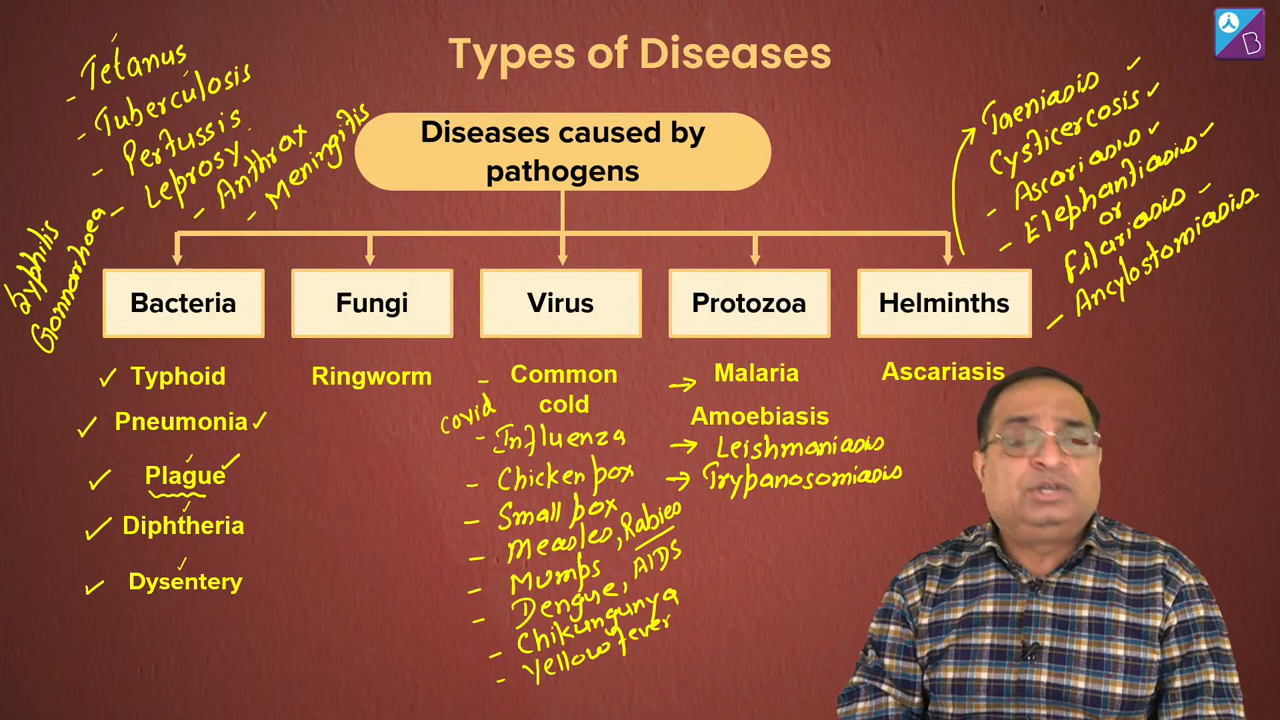 Types of Diseases
Diseases caused by
pathogens
- Tetanus
- Tuberculosis
- Pertussis
- Leprosy
- Anthrax
- Meningitis
Syphilis
Gonnorrhoea
Taeniasis ✓
Cysticercosis ✓
- Ascariasis ✓
- Elephantiasis ✓
or
Filariasis -
- Ancylostomiasis
Bacteria
Fungi
Virus
Protozoa
Helminths
✓ Typhoid
✓ Pneumonia ✓
✓ Plague ✓
✓ Diphtheria
✓ Dysentery
Ringworm
- Common
cold
covid
- Influenza
- Chicken pox
- Small pox
- Measles, Rabies
- Mumps
- Dengue, AIDS
- Chikungunya
- Yellow fever
→ Malaria
Amoebiasis
→ Leishmaniasis
→ Trypanosomiasis
Ascariasis
B